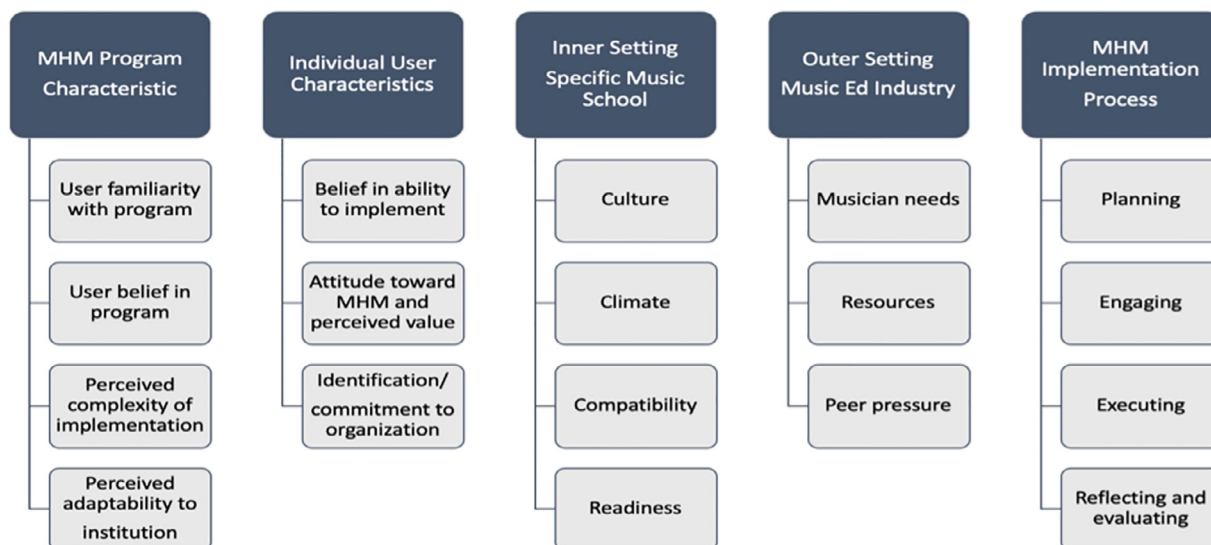 MHM Program
Characteristic
User familiarity
with program
User belief in
program
Perceived
complexity of
implementation
Perceived
adaptability to
institution
Individual User
Characteristics
Belief in ability
to implement
Attitude toward
MHM and
perceived value
Identification/
commitment to
organization
Inner Setting
Specific Music
School
Culture
Climate
Compatibility
Readiness
Outer Setting
Music Ed Industry
Musician needs
Resources
Peer pressure
MHM
Implementation
Process
Planning
Engaging
Executing
Reflecting and
evaluating